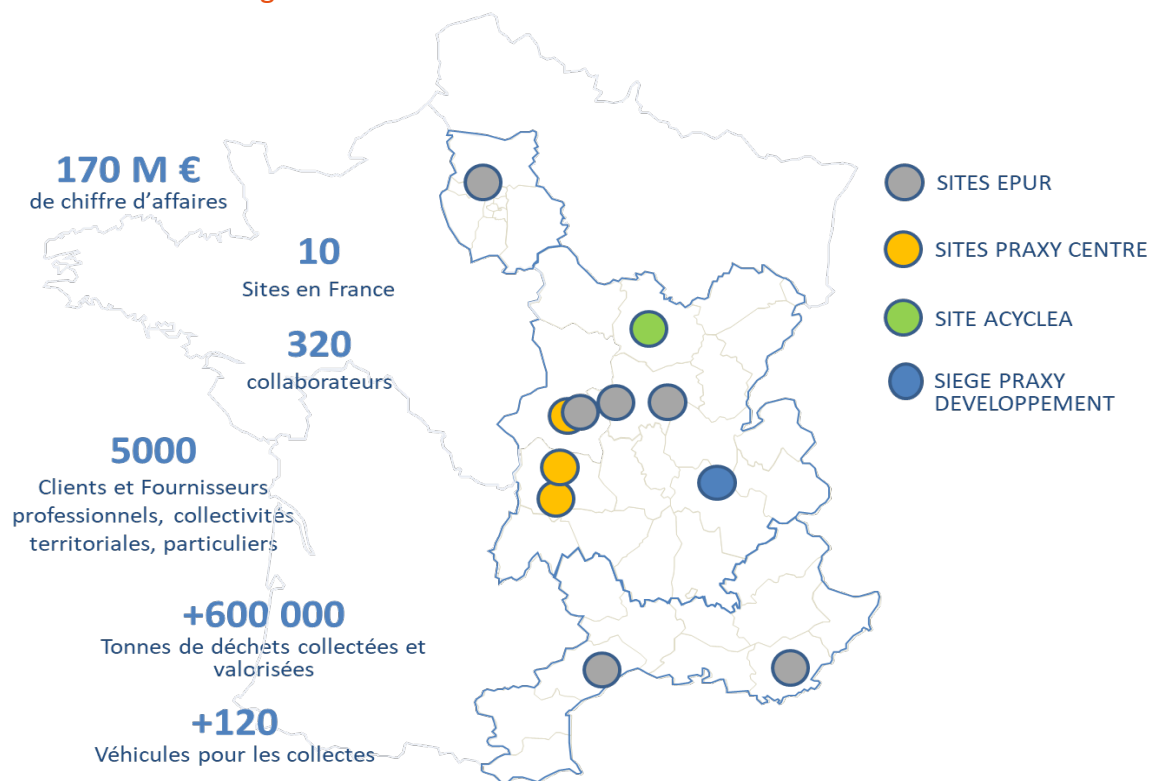 170 M €
de chiffre d’affaires
10
Sites en France
320
collaborateurs
5000
Clients et Fournisseurs
professionnels, collectivités
territoriales, particuliers
+600 000
Tonnes de déchets collectées et
valorisées
+120
Véhicules pour les collectes
SITES EPUR
SITES PRAXY CENTRE
SITE ACYCLEA
SIEGE PRAXY
DEVELOPPEMENT